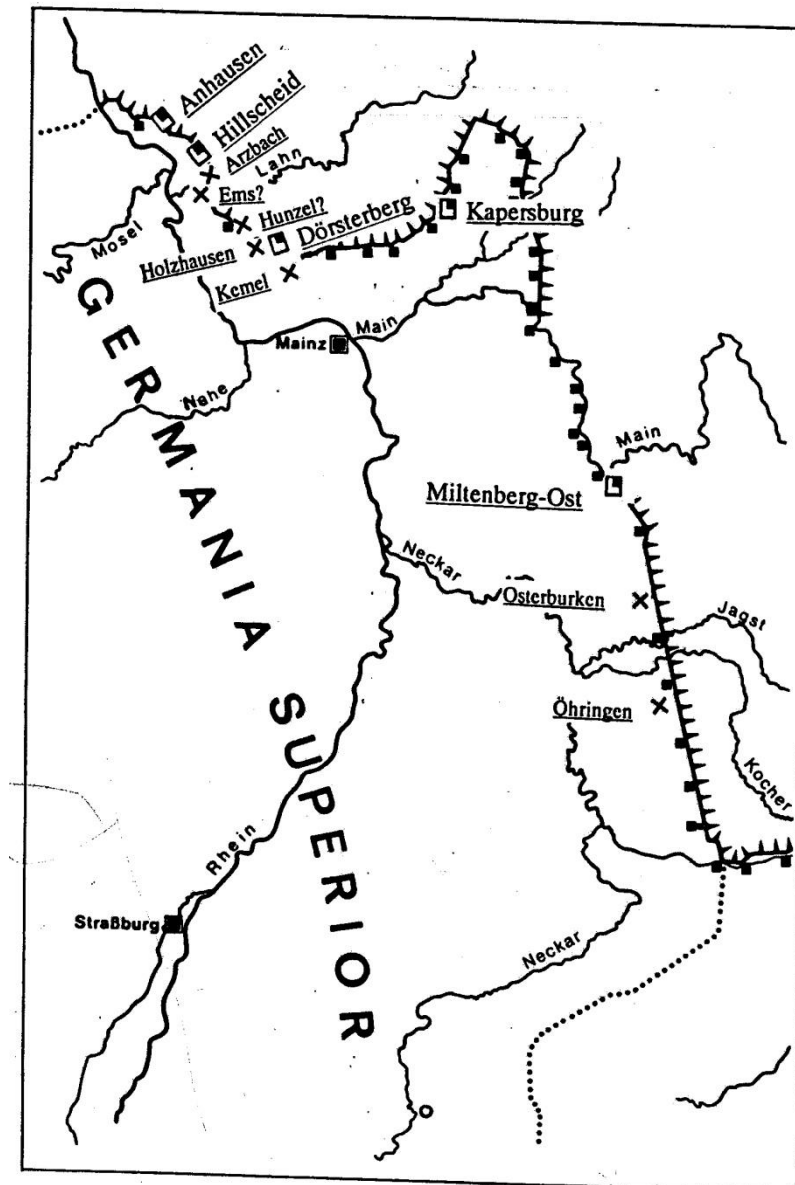 Anhausen
Hillscheid
Arzbach
Lahn
Ems?
Hunzel?
Dörsterberg
Kapersburg
Mosel
Holzhausen
Kemel
Mainz
Main
Nahe
Main
Miltenberg-Ost
Neckar
Osterburken
Jagst
Öhringen
Kocher
Rhein
Straßburg
Neckar
GERMANIA SUPERIOR